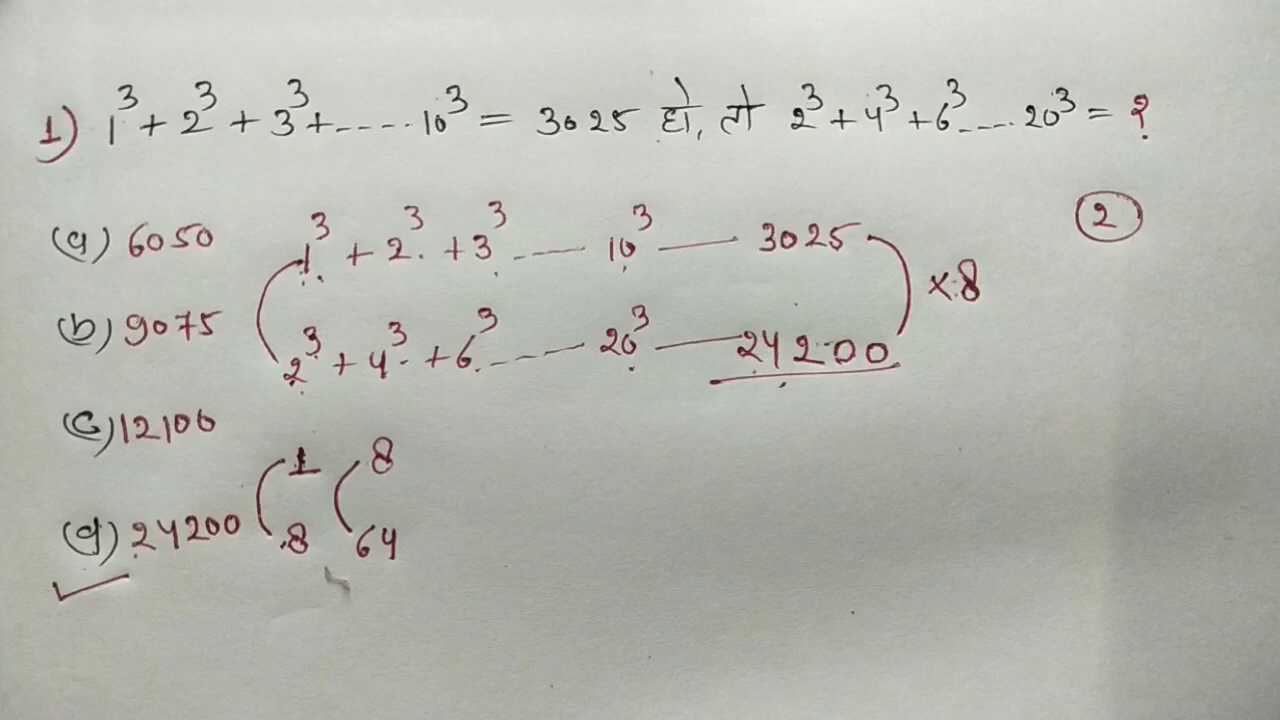 1) 1³ + 2³ + 3³ + ---- 10³ = 3025 हो, तो 2³ + 4³ + 6³ ---- 20³ = ?
2
(a) 6050
1³ + 2³ + 3³ ---- 10³ — 3025
×8
(b) 9075
2³ + 4³ + 6³ ---- 20³ — 24200
(c) 12100
1 8
(d) 24200
8 64